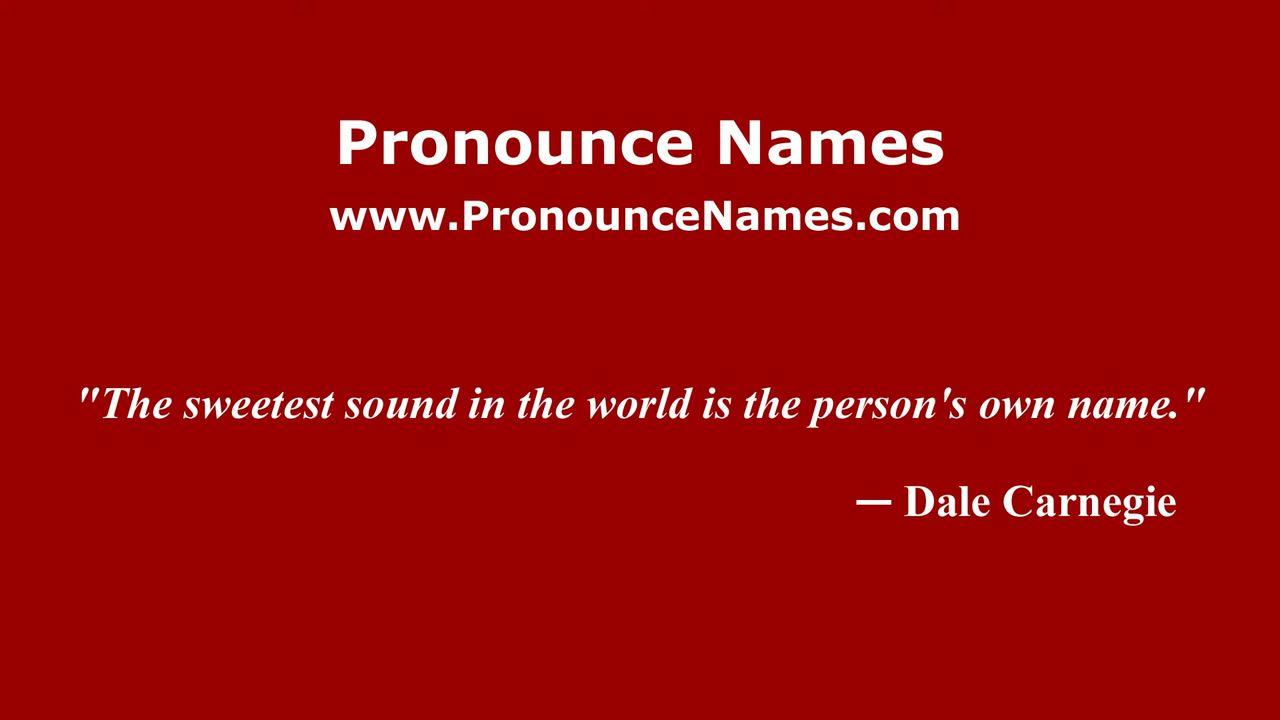 Pronounce Names
www.PronounceNames.com
"The sweetest sound in the world is the person's own name."
— Dale Carnegie